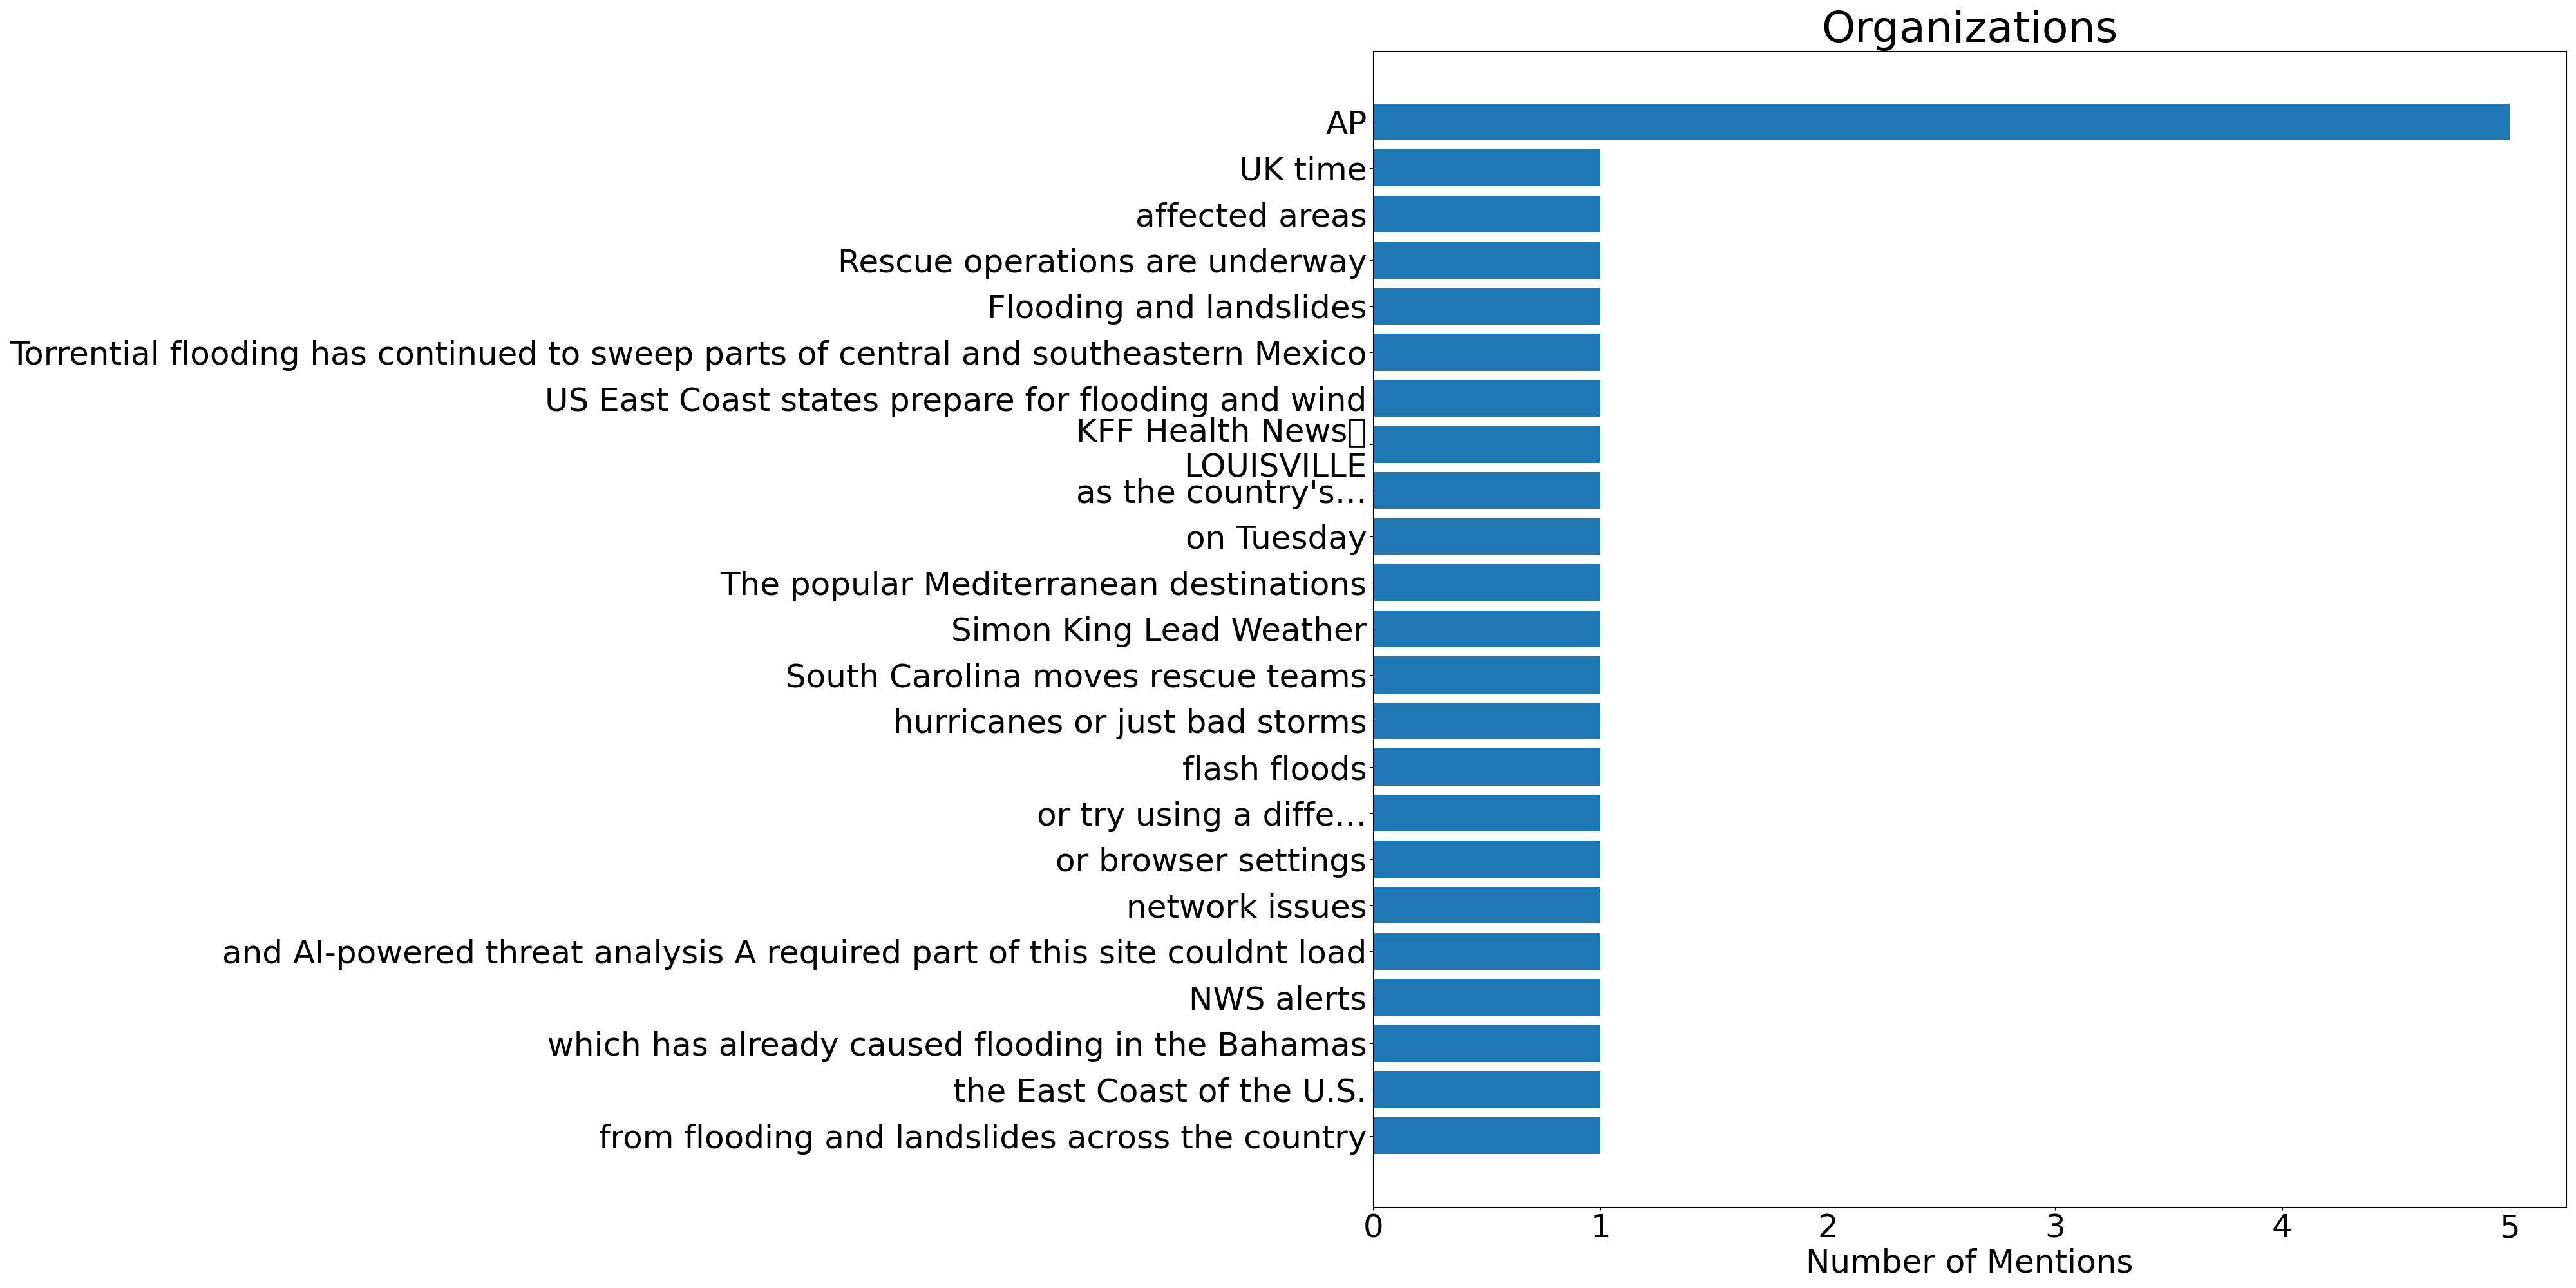 Organizations
AP
UK time
affected areas
Rescue operations are underway
Flooding and landslides
Torrential flooding has continued to sweep parts of central and southeastern Mexico
US East Coast states prepare for flooding and wind
KFF Health News
LOUISVILLE
as the country's...
on Tuesday
The popular Mediterranean destinations
Simon King Lead Weather
South Carolina moves rescue teams
hurricanes or just bad storms
flash floods
or try using a diffe...
or browser settings
network issues
and AI-powered threat analysis A required part of this site couldnt load
NWS alerts
which has already caused flooding in the Bahamas
the East Coast of the U.S.
from flooding and landslides across the country
0 1 2 3 4 5
Number of Mentions